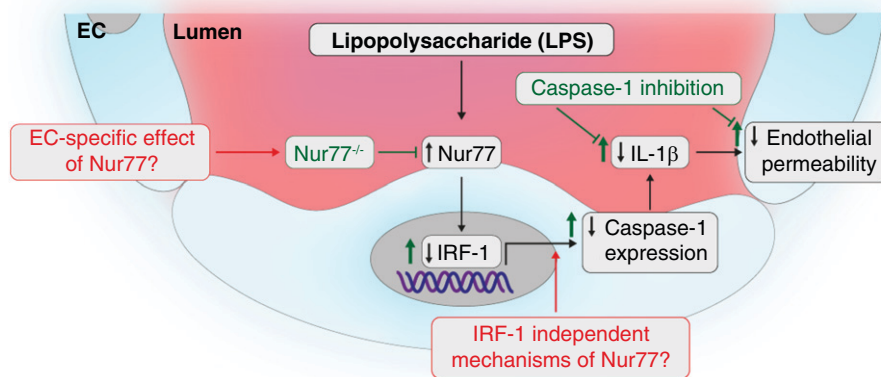 EC
Lumen
Lipopolysaccharide (LPS)
Caspase-1 inhibition
EC-specific effect
of Nur77?
Nur77-/-
Nur77
IL-1β
Endothelial
permeability
IRF-1
Caspase-1
expression
IRF-1 independent
mechanisms of Nur77?